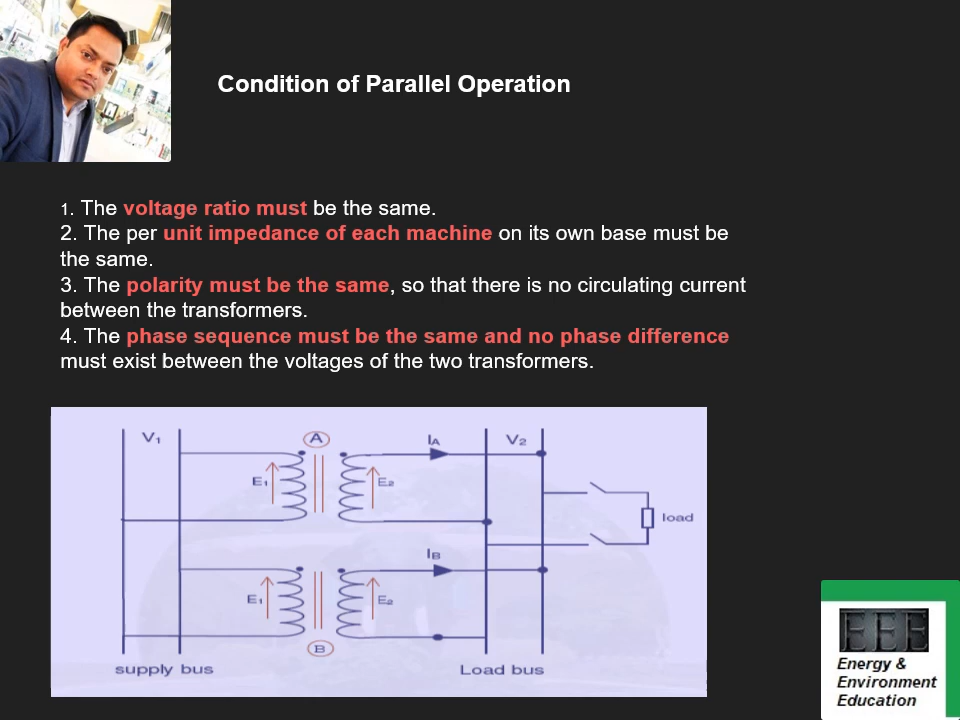 Condition of Parallel Operation
1. The voltage ratio must be the same.
2. The per unit impedance of each machine on its own base must be
the same.
3. The polarity must be the same, so that there is no circulating current
between the transformers.
4. The phase sequence must be the same and no phase difference
must exist between the voltages of the two transformers.
V1 A IA V2
E1 E2
load
IB
E1 E2
B
supply bus Load bus
EEE
Energy &
Environment
Education